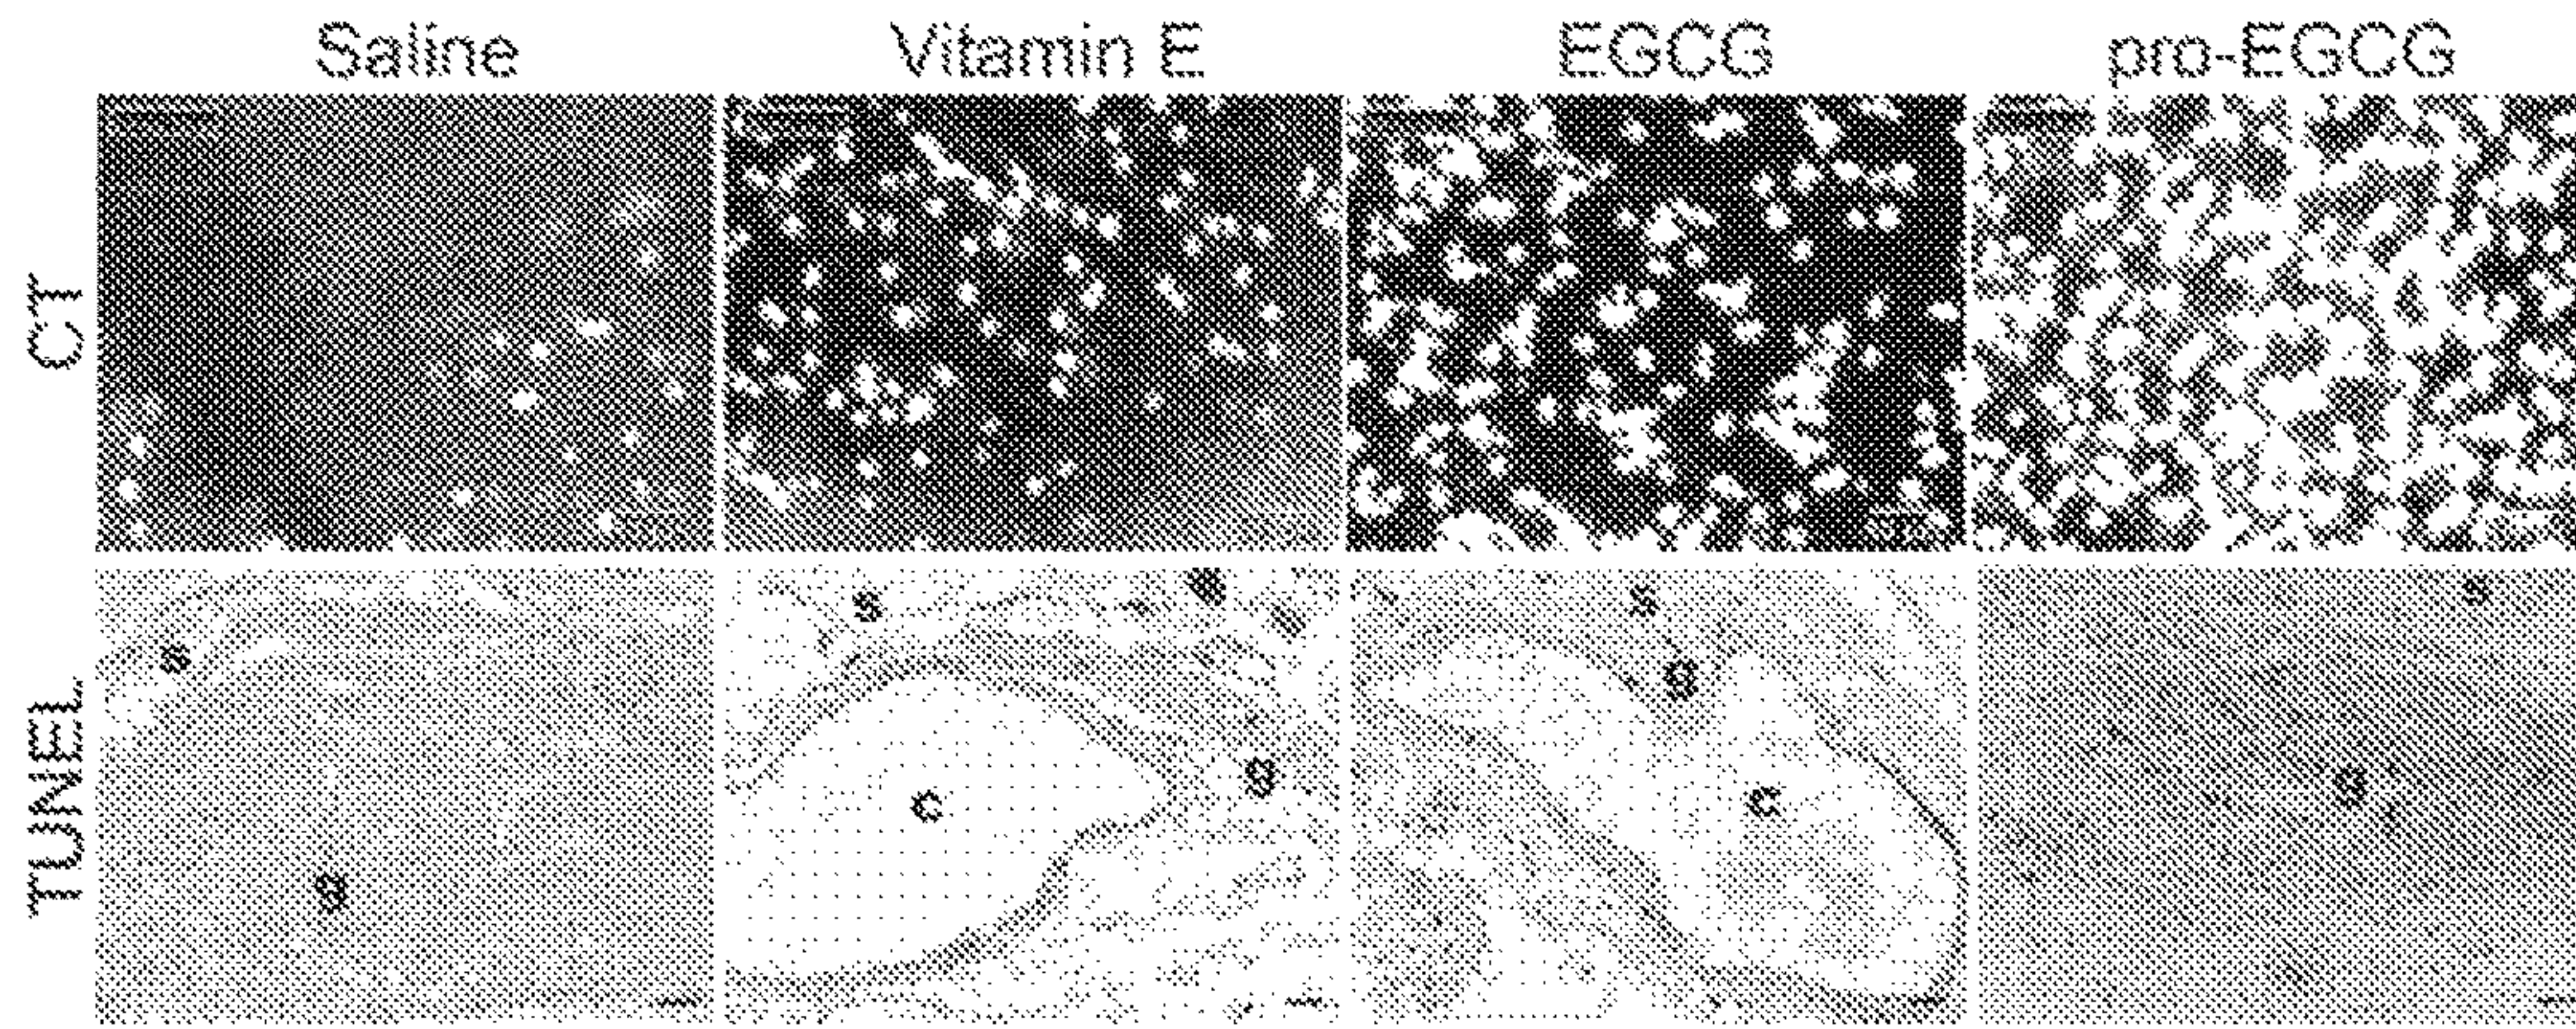 Saline Vitamin E EGCG pro-EGCG
CT
TUNEL
s s s s
g c g g c g